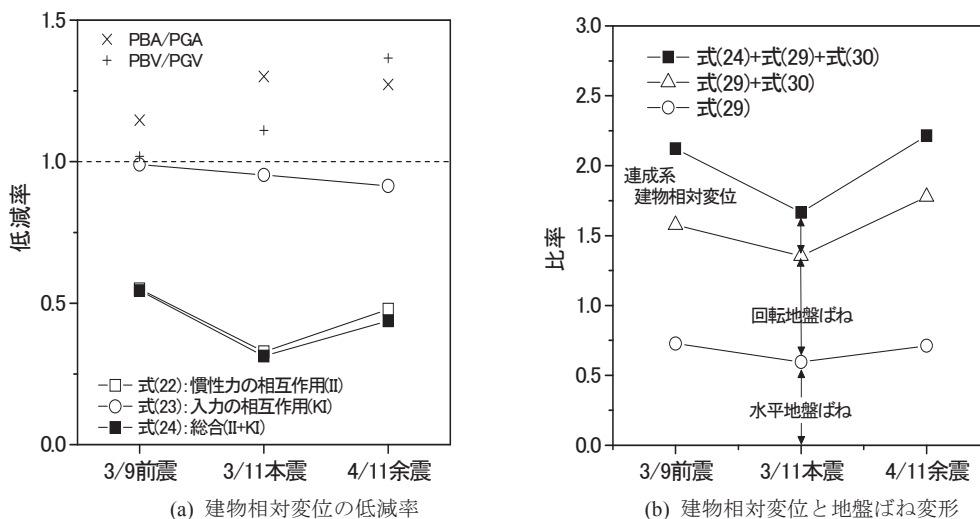 1.5
1.0
0.5
0.0
低減率
PBA/PGA
PBV/PGV
式(22):慣性力の相互作用(II)
式(23):入力の相互作用(KI)
式(24):総合(II+KI)
3/9前震
3/11本震
4/11余震
(a) 建物相対変位の低減率
3.0
2.5
2.0
1.5
1.0
0.5
0.0
比率
式(24)+式(29)+式(30)
式(29)+式(30)
式(29)
連成系
建物相対変位
回転地盤ばね
水平地盤ばね
3/9前震
3/11本震
4/11余震
(b) 建物相対変位と地盤ばね変形